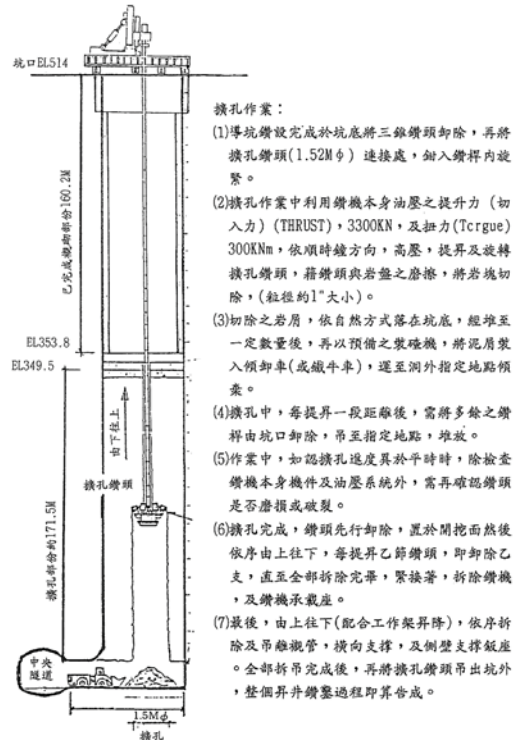 坑口EL514
已完成襯砌部份160.2M
EL353.8
EL349.5
由下往上
擴孔鑽頭
擴孔部份約171.5M
中央
隧道
1.5Mφ
擴孔
擴孔作業：
(1)導坑鑽設完成於坑底將三錐鑽頭卸除，再將
擴孔鑽頭(1.52Mφ) 連接處，鉗入鑽桿内旋
緊。
(2)擴孔作業中利用鑽機本身油壓之提升力 (切
入力) (THRUST)，3300KN，及扭力(Tcrgue)
300KNm，依順時鐘方向，高壓，提昇及旋轉
擴孔鑽頭，藉鑽頭與岩盤之磨擦，將岩塊切
除，(粒徑約1"大小)。
(3)切除之岩屑，依自然方式落在坑底，經堆至
一定數量後，再以預備之裝碴機，將泥屑裝
入傾卸車(或鐵牛車)，運至洞外指定地點傾
棄。
(4)擴孔中，每提昇一段距離後，需將多餘之鑽
桿由坑口卸除，吊至指定地點，堆放。
(5)作業中，如認擴孔進度異於平時時，除檢查
鑽機本身機件及油壓系統外，需再確認鑽頭
是否磨損或破裂。
(6)擴孔完成，鑽頭先行卸除，置於開挖面然後
依序由上往下，每提昇乙節鑽頭，即卸除乙
支，直至全部拆除完畢，緊接著，拆除鑽機
，及鑽機承載座。
(7)最後，由上往下(配合工作架昇降)，依序拆
除及吊離襯管，橫向支撐，及側壁支撐鈑座
。全部拆吊完成後，再將擴孔鑽頭吊出坑外
，整個昇井鑽鑿過程即算告成。